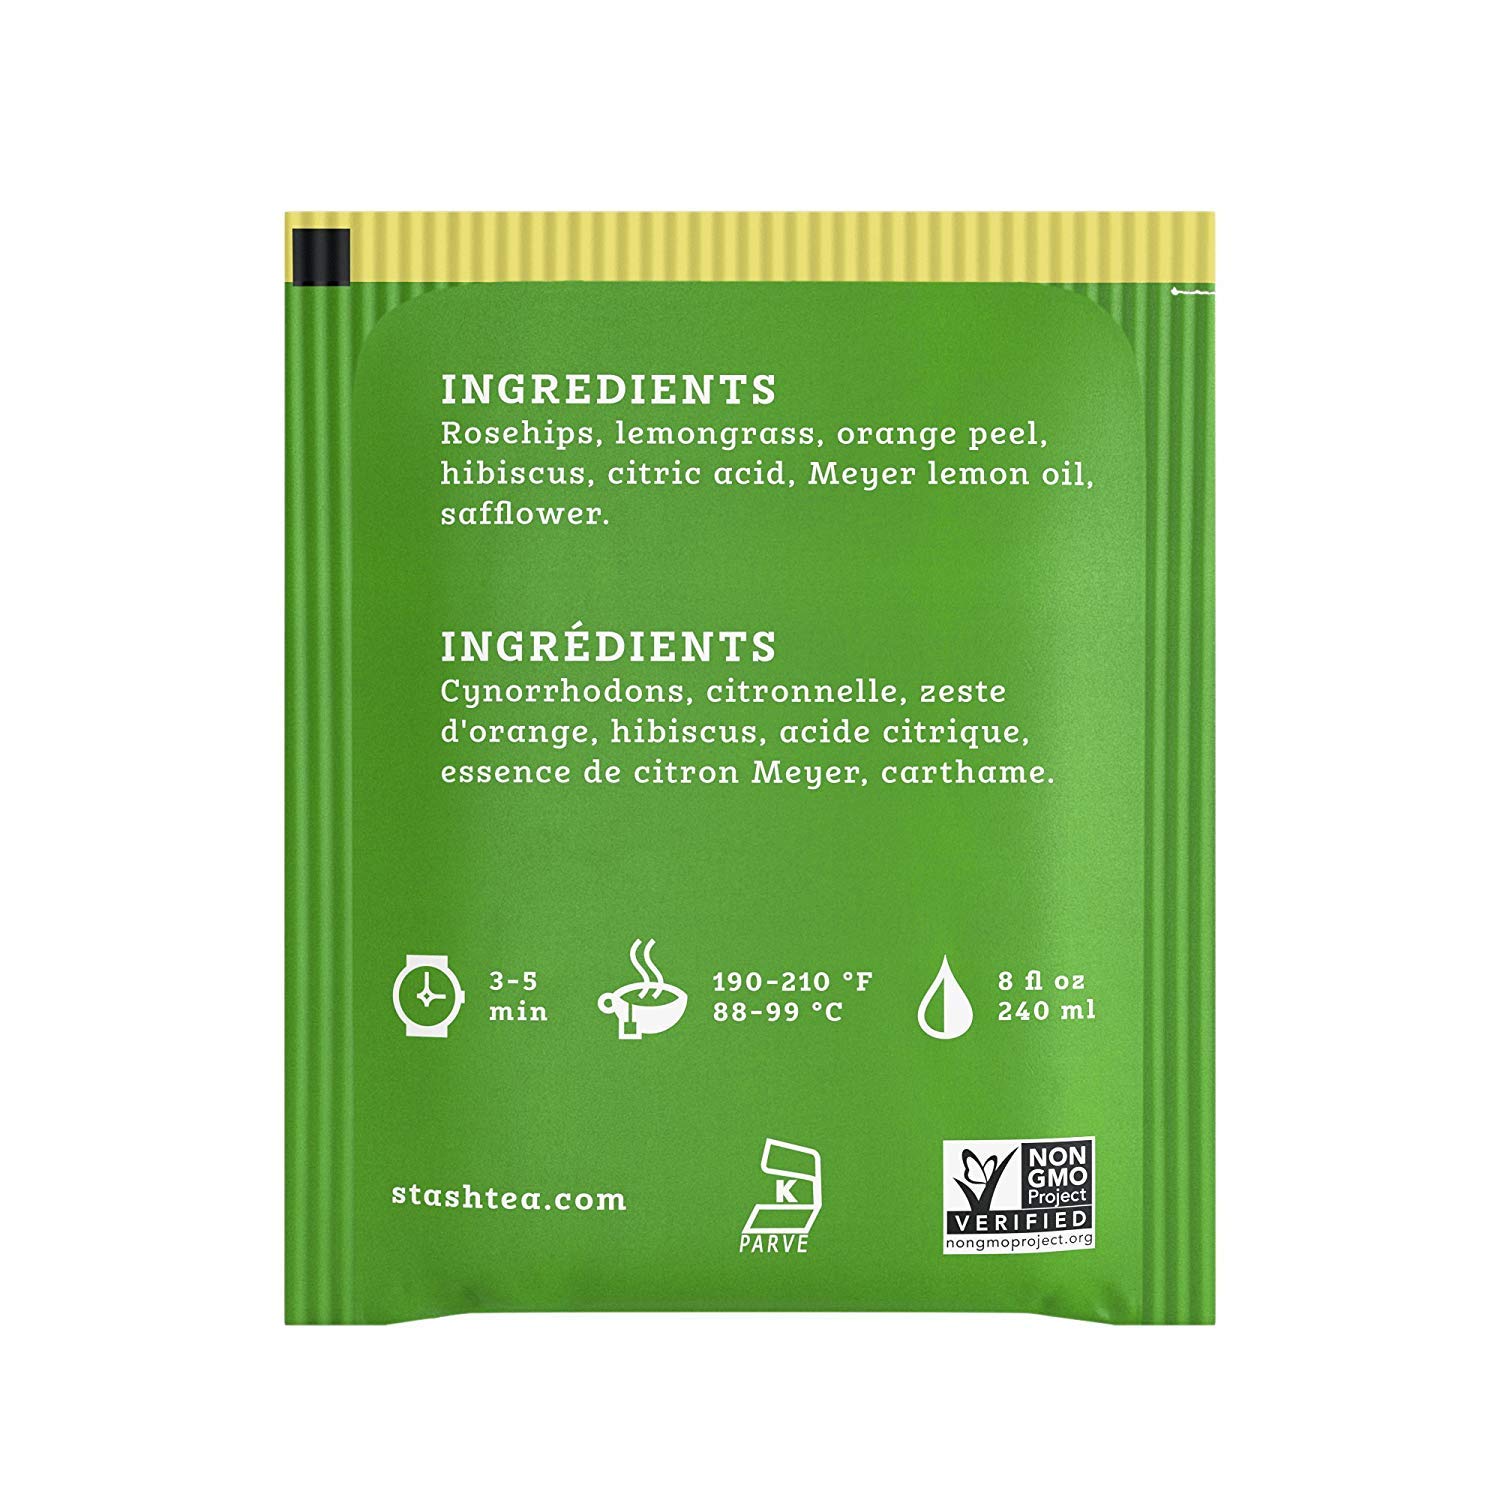 INGREDIENTS
Rosehips, lemongrass, orange peel,
hibiscus, citric acid, Meyer lemon oil,
safflower.
INGRÉDIENTS
Cynorrhodons, citronnelle, zeste
d'orange, hibiscus, acide citrique,
essence de citron Meyer, carthame.
3-5
min
190-210 °F
88-99 °C
8 fl oz
240 ml
stashtea.com
K
PARVE
NON
GMO
Project
VERIFIED
nongmoproject.org